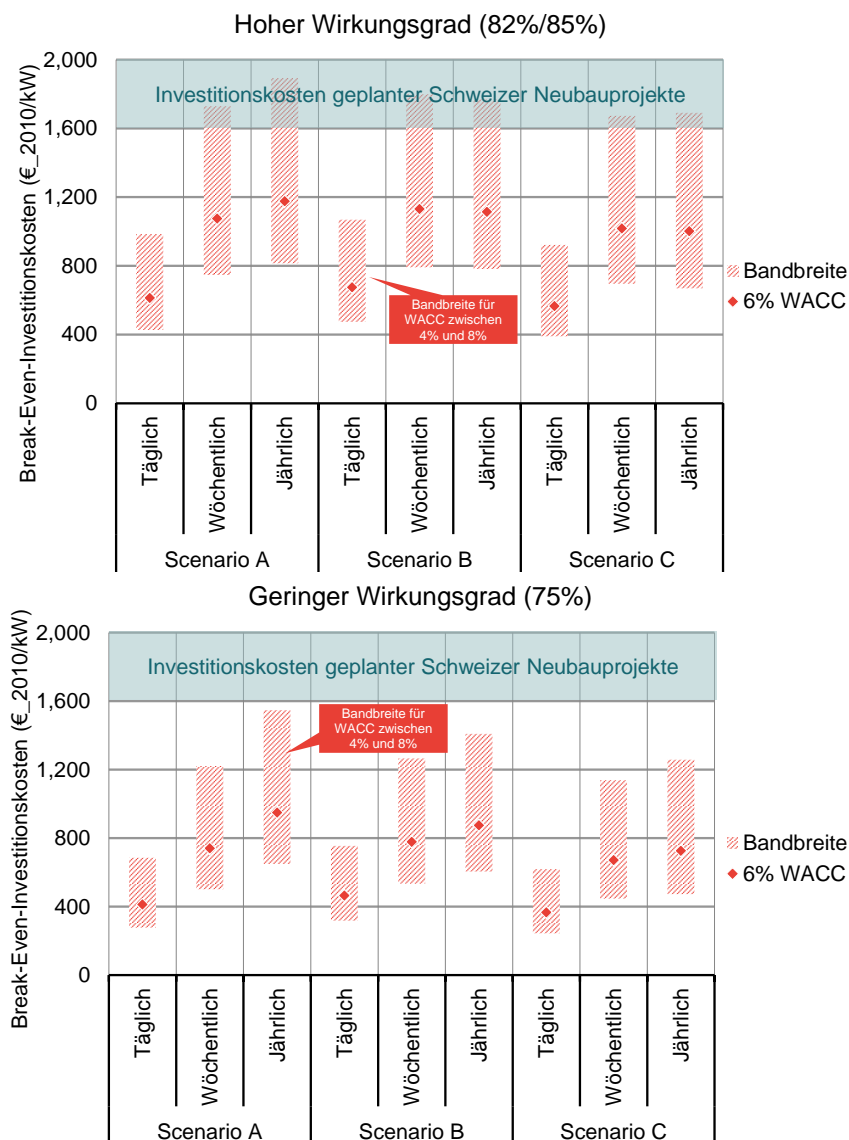 Hoher Wirkungsgrad (82%/85%)
Break-Even-Investitionskosten (€_2010/kW)
2,000
1,600
1,200
800
400
0
Investitionskosten geplanter Schweizer Neubauprojekte
Bandbreite für
WACC zwischen
4% und 8%
Bandbreite
6% WACC
Täglich
Wöchentlich
Jährlich
Täglich
Wöchentlich
Jährlich
Täglich
Wöchentlich
Jährlich
Scenario A
Scenario B
Scenario C
Geringer Wirkungsgrad (75%)
Break-Even-Investitionskosten (€_2010/kW)
2,000
1,600
1,200
800
400
0
Investitionskosten geplanter Schweizer Neubauprojekte
Bandbreite für
WACC zwischen
4% und 8%
Bandbreite
6% WACC
Täglich
Wöchentlich
Jährlich
Täglich
Wöchentlich
Jährlich
Täglich
Wöchentlich
Jährlich
Scenario A
Scenario B
Scenario C